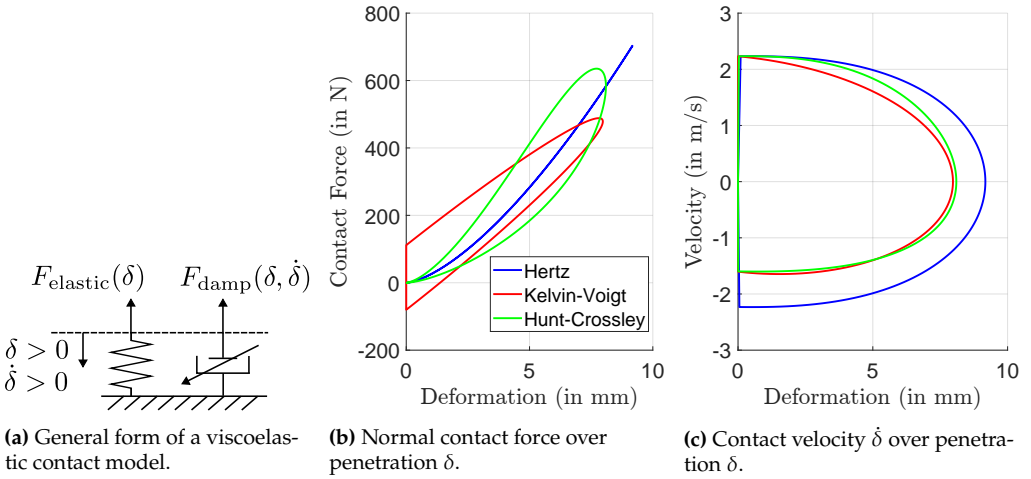 F_elastic(δ)
F_damp(δ, δ̇)
δ > 0
δ̇ > 0
(a) General form of a viscoelas-
tic contact model.
Contact Force (in N)
800
600
400
200
0
-200
0
5
10
Deformation (in mm)
Hertz
Kelvin-Voigt
Hunt-Crossley
(b) Normal contact force over
penetration δ.
Velocity (in m/s)
3
2
1
0
-1
-2
-3
0
5
10
Deformation (in mm)
(c) Contact velocity δ̇ over penetra-
tion δ.